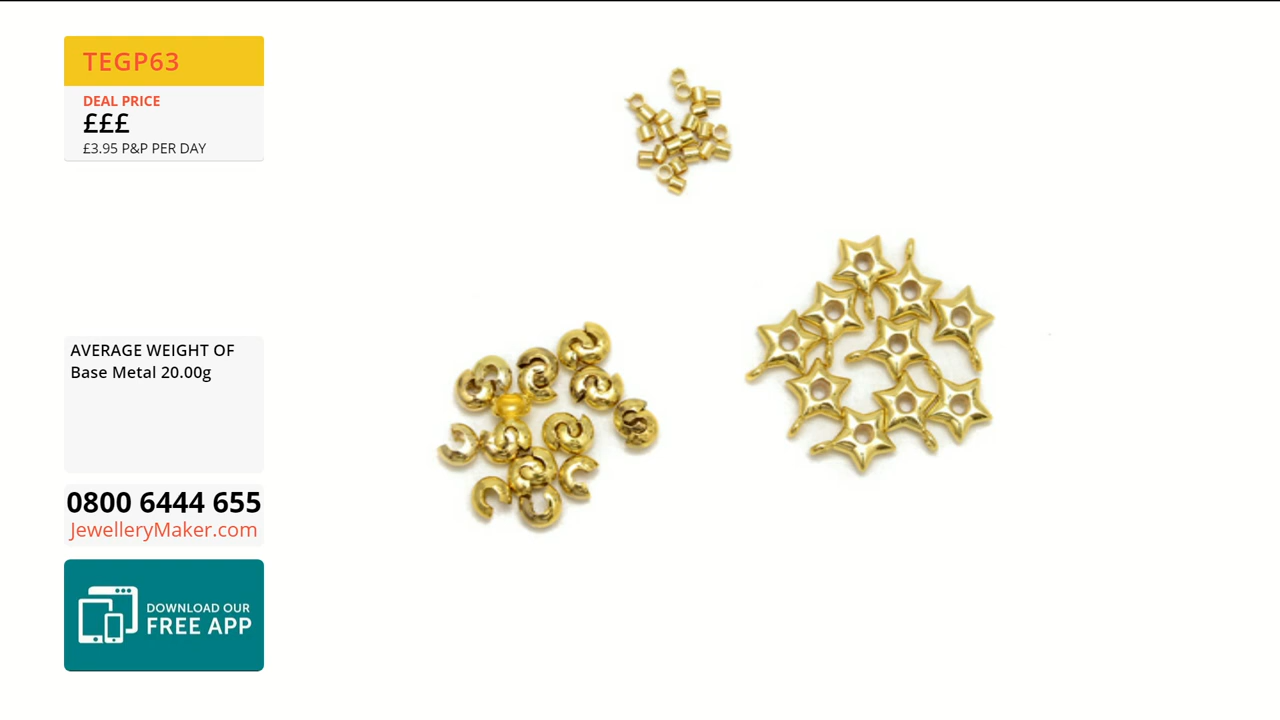 TEGP63
DEAL PRICE
£££
£3.95 P&P PER DAY
AVERAGE WEIGHT OF
Base Metal 20.00g
0800 6444 655
JewelleryMaker.com
DOWNLOAD OUR
FREE APP